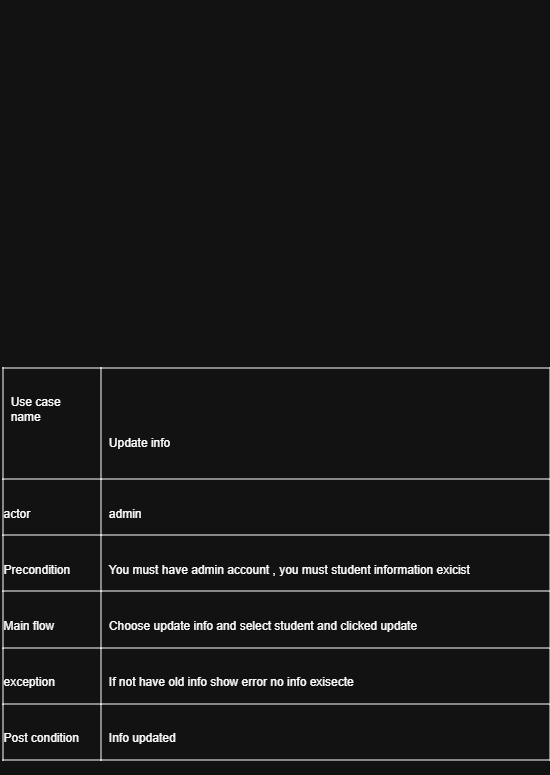 Use case
name
Update info
actor
admin
Precondition
You must have admin account , you must student information exicist
Main flow
Choose update info and select student and clicked update
exception
If not have old info show error no info exisecte
Post condition
Info updated